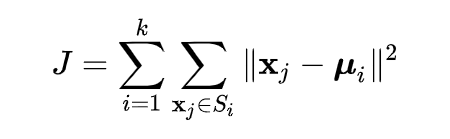 $J = \sum_{i=1}^{k} \sum_{\mathbf{x}_j \in S_i} \|\mathbf{x}_j - \boldsymbol{\mu}_i\|^2$